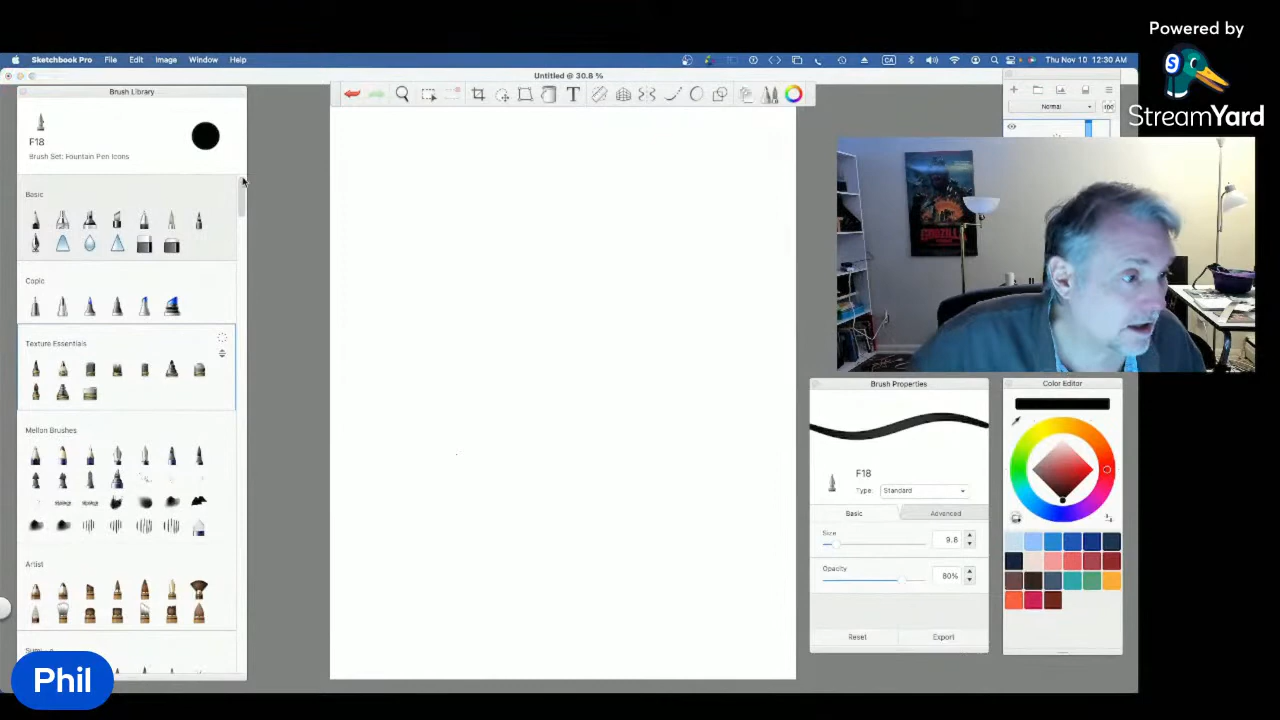 Powered by
StreamYard
Sketchbook Pro File Edit Image Window Help
CA
Thu Nov 10 12:30 AM
Untitled @ 30.8 %
Brush Library
F18
Brush Set: Fountain Pen Icons
Basic
Copic
Texture Essentials
Mellon Brushes
Artist
Normal
GODZILLA
Brush Properties
F18
Type: Standard
Basic Advanced
Size
9.8
Opacity
80%
Reset Export
Color Editor
Phil